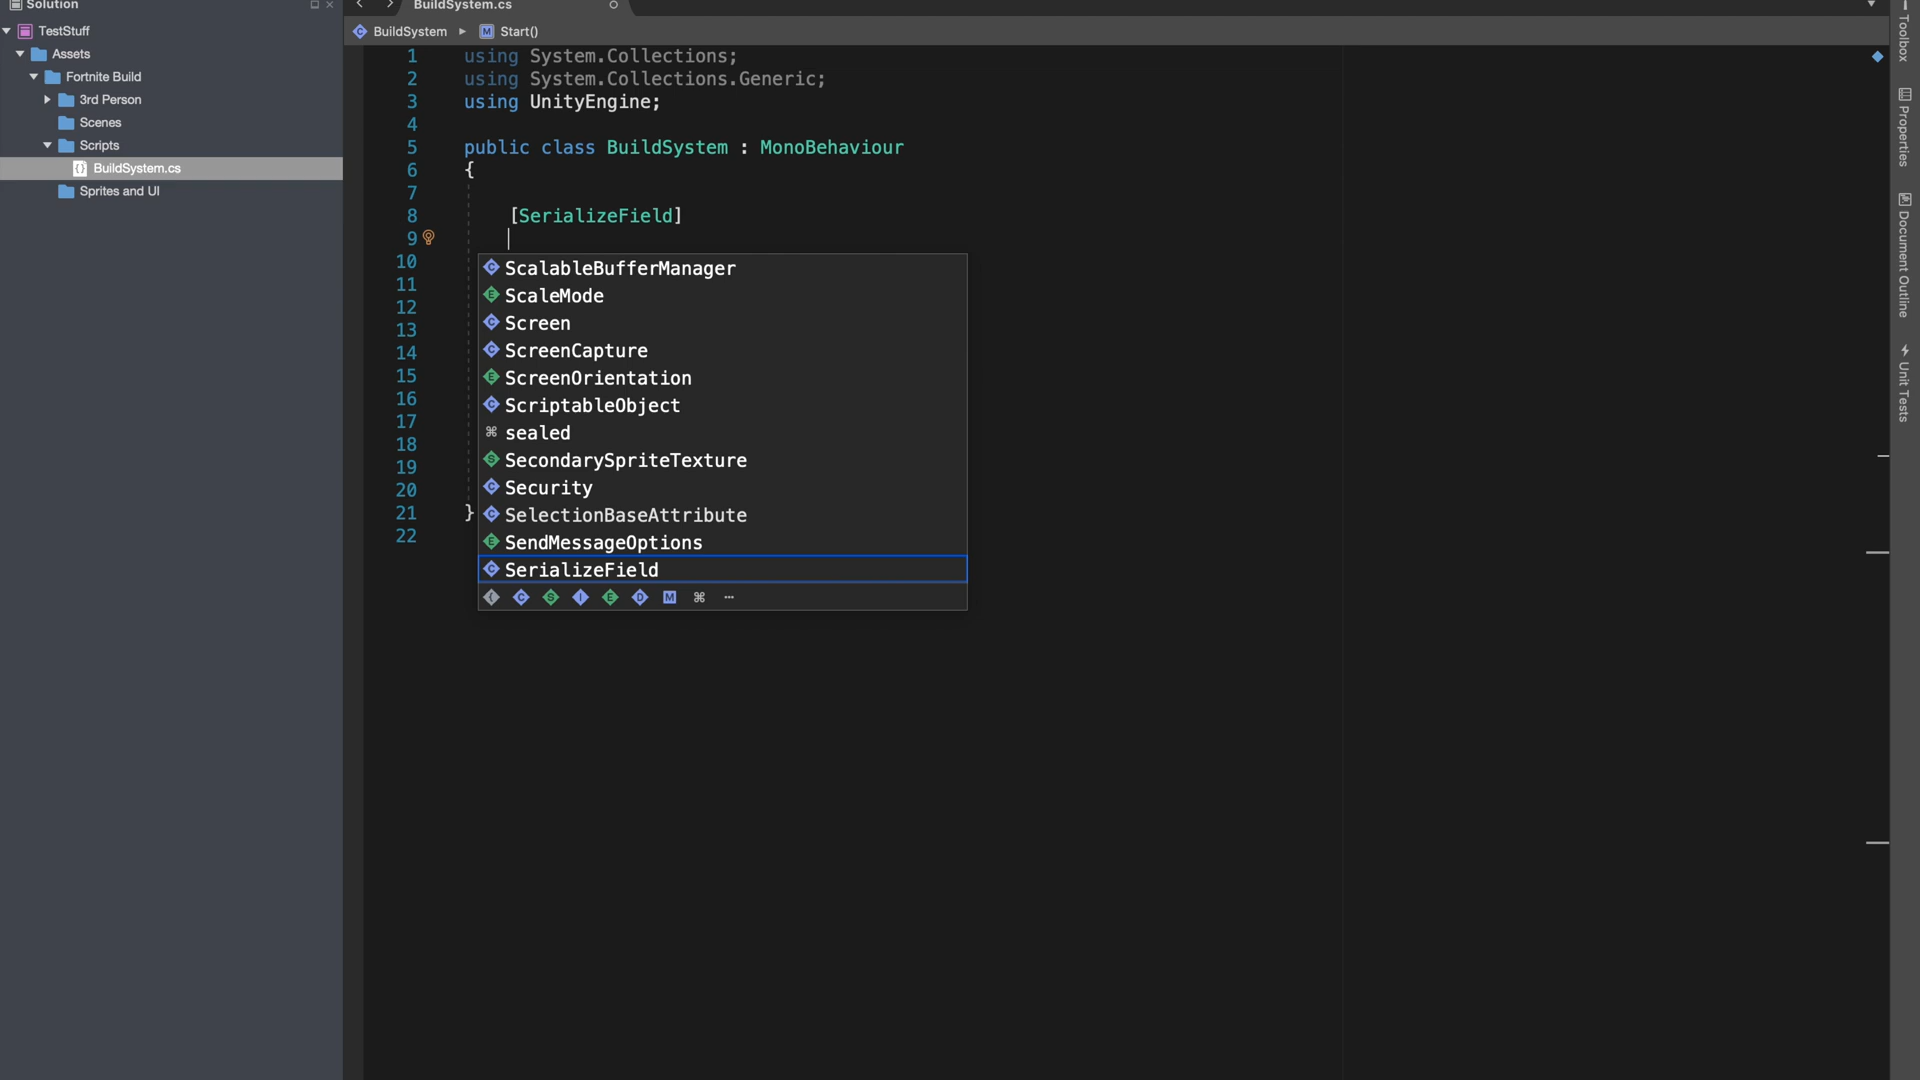 Solution
TestStuff
Assets
Fortnite Build
3rd Person
Scenes
Scripts
BuildSystem.cs
Sprites and UI
BuildSystem.cs
BuildSystem ▸ M Start()
1 using System.Collections;
2 using System.Collections.Generic;
3 using UnityEngine;
4
5 public class BuildSystem : MonoBehaviour
6 {
7
8 [SerializeField]
9
10
11
12
13
14
15
16
17
18
19
20
21 }
22
ScalableBufferManager
ScaleMode
Screen
ScreenCapture
ScreenOrientation
ScriptableObject
sealed
SecondarySpriteTexture
Security
SelectionBaseAttribute
SendMessageOptions
SerializeField
Toolbox
Properties
Document Outline
Unit Tests